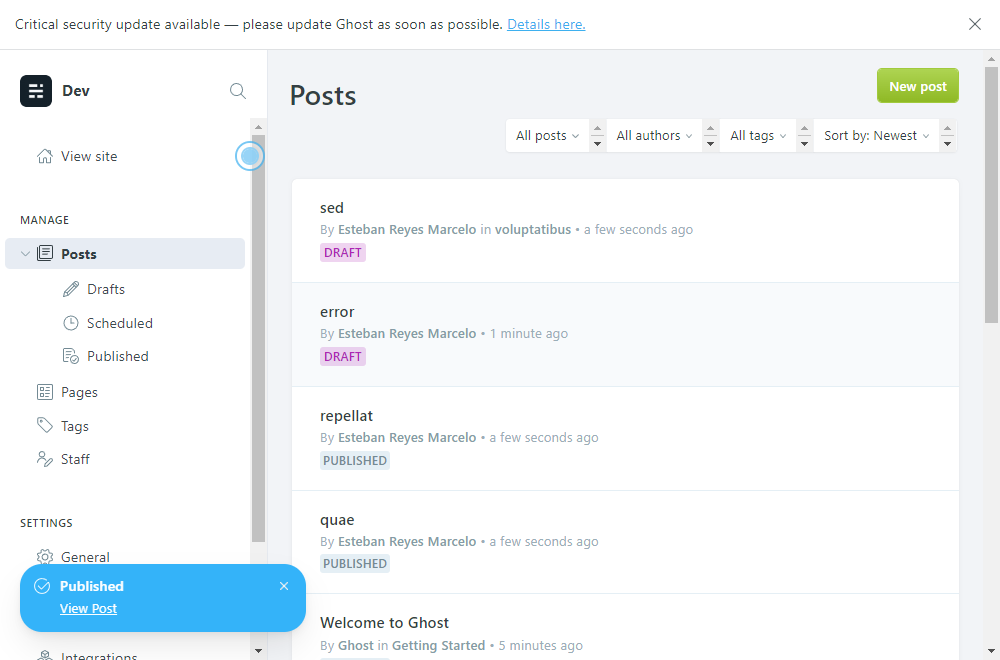 Critical security update available — please update Ghost as soon as possible. Details here.
Dev
View site
MANAGE
Posts
Drafts
Scheduled
Published
Pages
Tags
Staff
SETTINGS
General
Published
View Post
Integrations
Posts
New post
All posts
All authors
All tags
Sort by: Newest
sed
By Esteban Reyes Marcelo in voluptatibus • a few seconds ago
DRAFT
error
By Esteban Reyes Marcelo • 1 minute ago
DRAFT
repellat
By Esteban Reyes Marcelo • a few seconds ago
PUBLISHED
quae
By Esteban Reyes Marcelo • a few seconds ago
PUBLISHED
Welcome to Ghost
By Ghost in Getting Started • 5 minutes ago